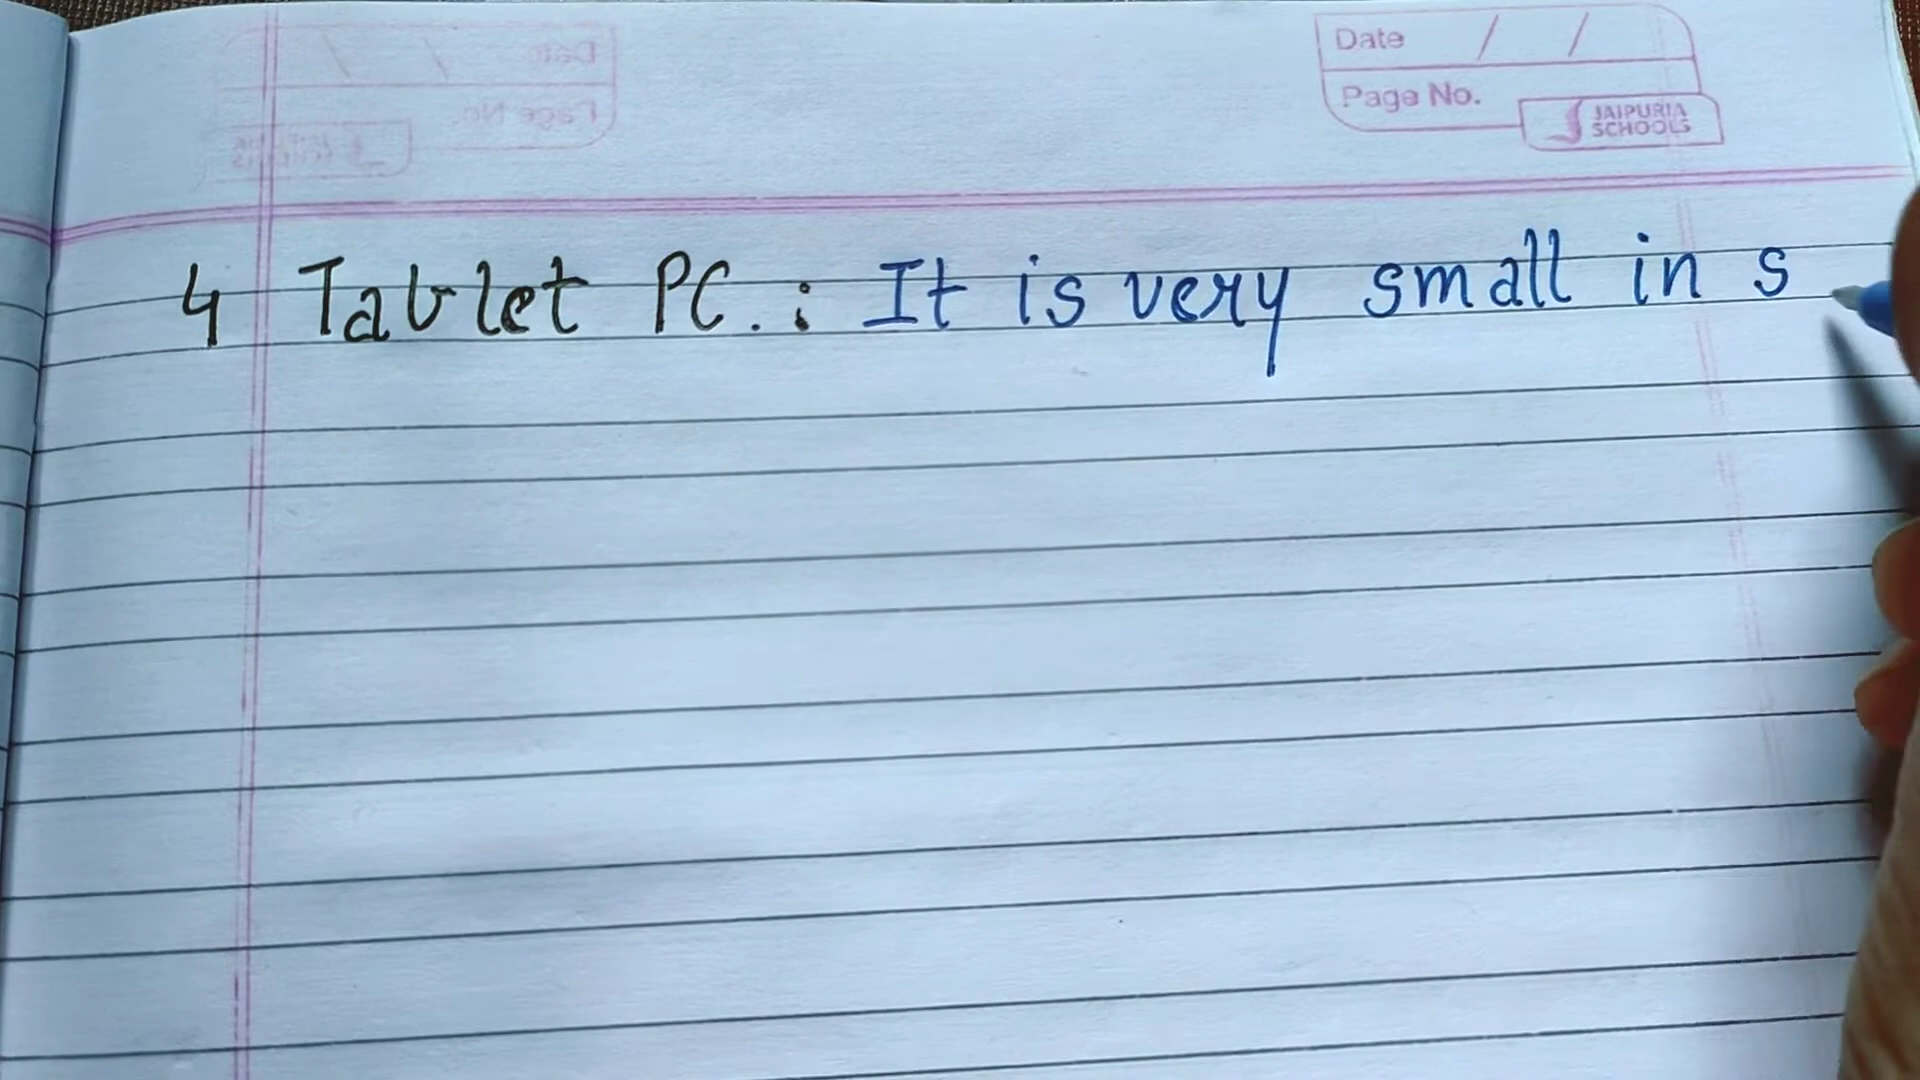 Date / /
Page No.
JAIPURIA
SCHOOLS
4 Tablet PC. : It is very small in s